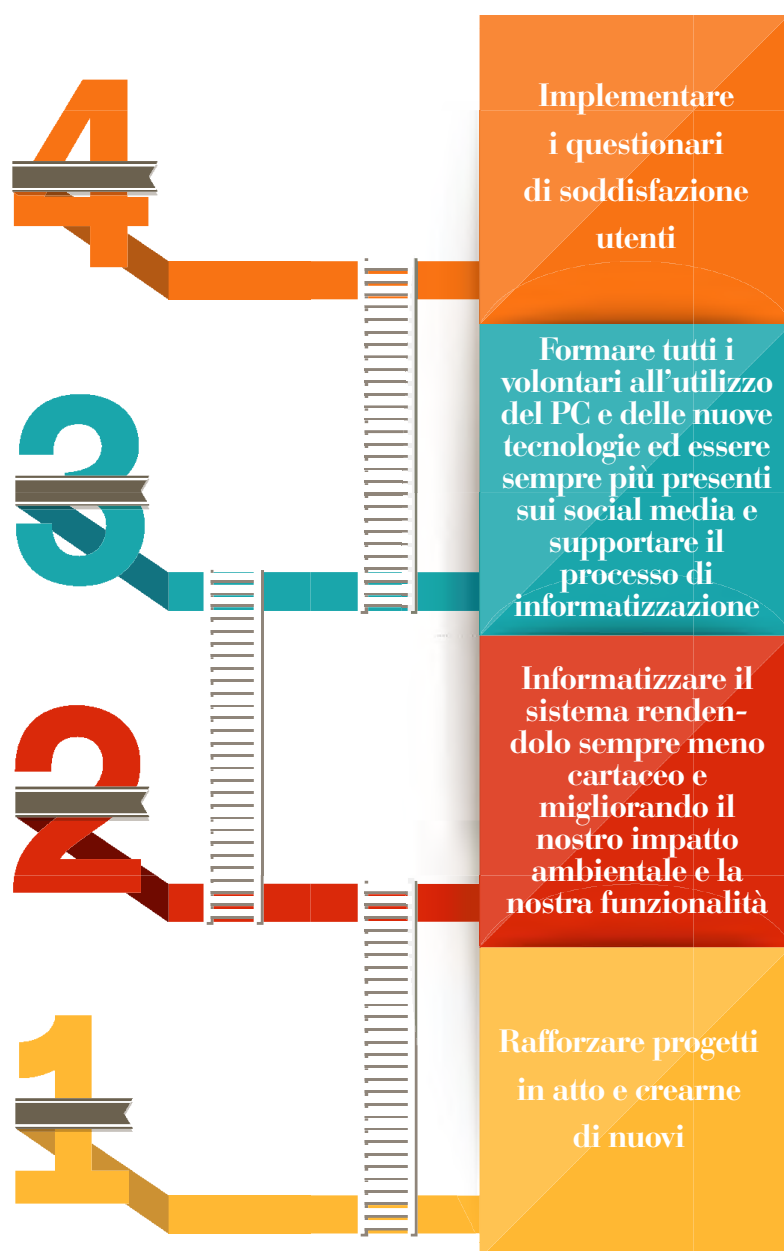 4
Implementare
i questionari
di soddisfazione
utenti
3
Formare tutti i
volontari all'utilizzo
del PC e delle nuove
tecnologie ed essere
sempre più presenti
sui social media e
supportare il
processo di
informatizzazione
2
Informatizzare il
sistema renden-
dolo sempre meno
cartaceo e
migliorando il
nostro impatto
ambientale e la
nostra funzionalità
1
Rafforzare progetti
in atto e crearne
di nuovi